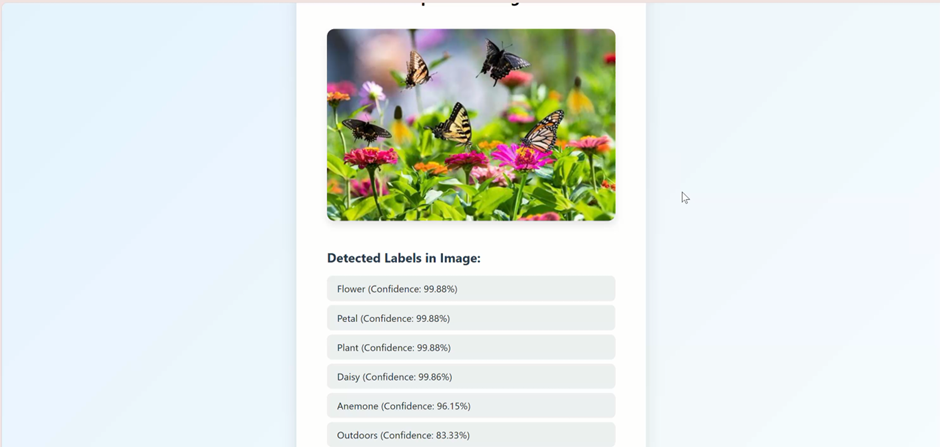 Detected Labels in Image:
Flower (Confidence: 99.88%)
Petal (Confidence: 99.88%)
Plant (Confidence: 99.88%)
Daisy (Confidence: 99.86%)
Anemone (Confidence: 96.15%)
Outdoors (Confidence: 83.33%)